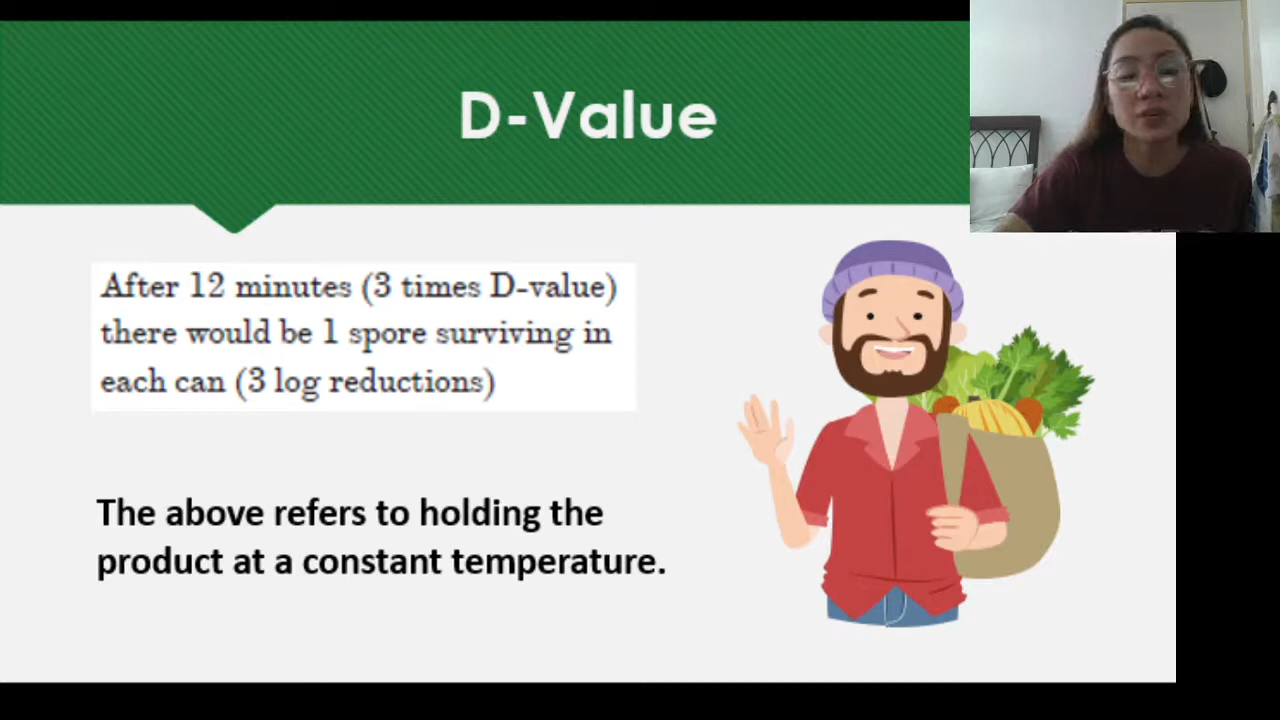 D-Value
After 12 minutes (3 times D-value)
there would be 1 spore surviving in
each can (3 log reductions)
The above refers to holding the
product at a constant temperature.